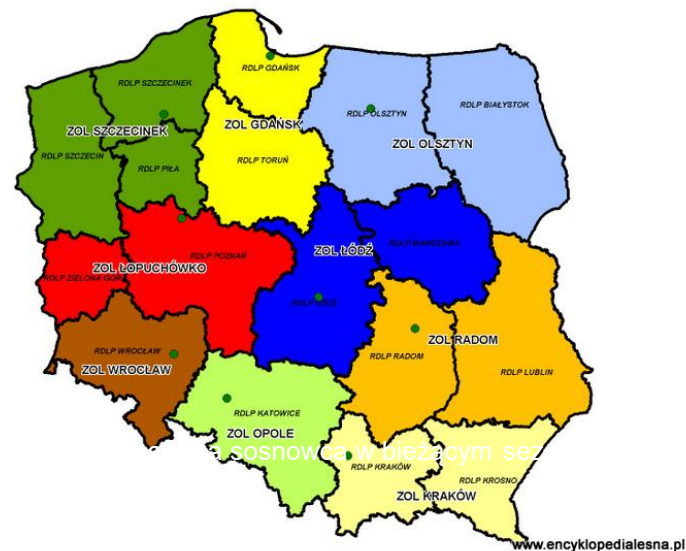 RDLP GDAŃSK
RDLP SZCZECINEK
RDLP BIAŁYSTOK
RDLP OLSZTYN
ZOL GDAŃSK
ZOL SZCZECINEK
ZOL OLSZTYN
RDLP SZCZECIN
RDLP TORUŃ
RDLP PIŁA
RDLP WARSZAWA
ZOL ŁÓDŹ
RDLP POZNAŃ
ZOL ŁOPUCHÓWKO
RDLP ZIELONA GÓRA
RDLP ŁÓDŹ
ZOL RADOM
RDLP WROCŁAW
RDLP RADOM
ZOL WROCŁAW
RDLP LUBLIN
RDLP KATOWICE
ZOL OPOLE
sosnowca w bieżącym
RDLP KRAKÓW
RDLP KROSNO
ZOL KRAKÓW
www.encyklopedialesna.pl